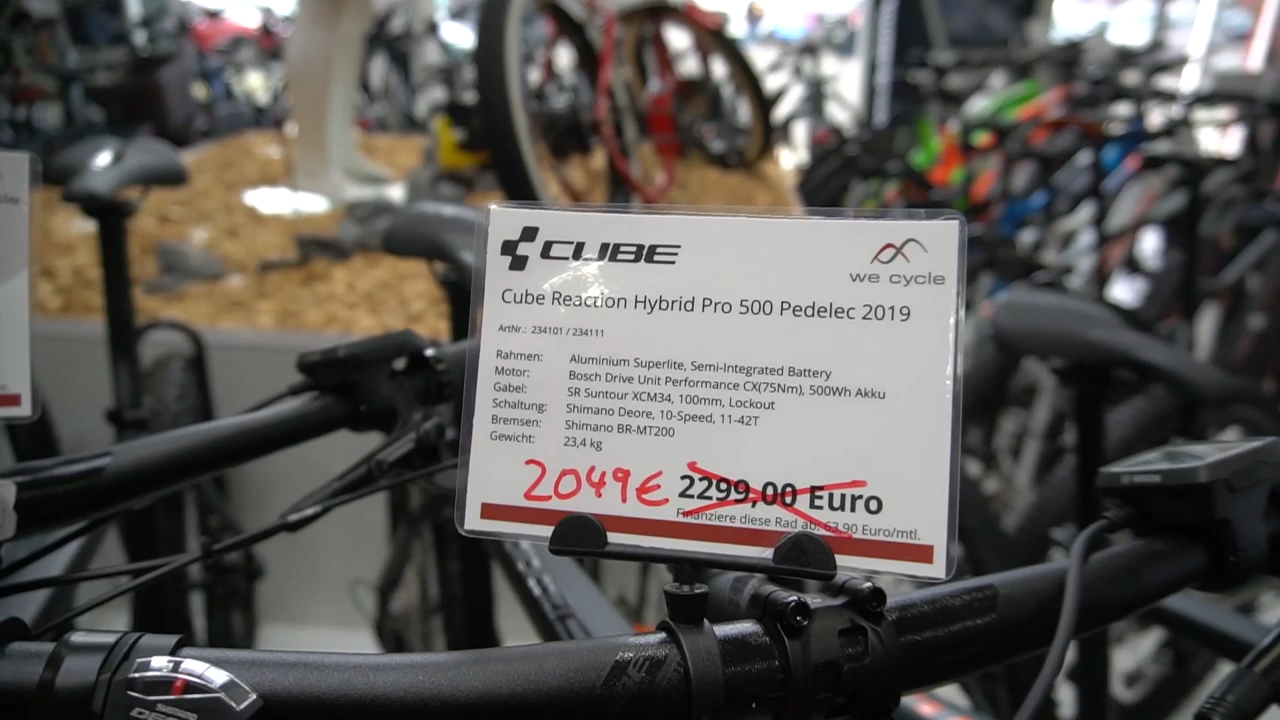 CUBE
we cycle
Cube Reaction Hybrid Pro 500 Pedelec 2019
ArtNr.: 234101 / 234111
Rahmen: Aluminium Superlite, Semi-Integrated Battery
Motor: Bosch Drive Unit Performance CX(75Nm), 500Wh Akku
Gabel: SR Suntour XCM34, 100mm, Lockout
Schaltung: Shimano Deore, 10-Speed, 11-42T
Bremsen: Shimano BR-MT200
Gewicht: 23,4 kg
2049€ 2299,00 Euro
Finanziere diese Rad ab: 63,90 Euro/mtl.
SHIMANO